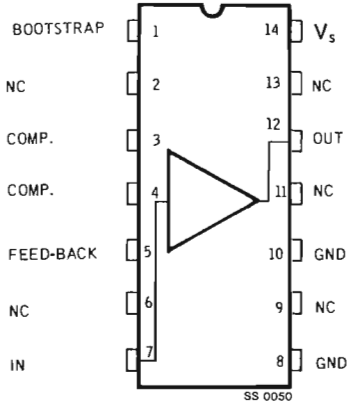 BOOTSTRAP 1 14 Vs
NC 2 13 NC
COMP. 3 12 OUT
COMP. 4 11 NC
FEED-BACK 5 10 GND
NC 6 9 NC
IN 7 8 GND
SS 0050